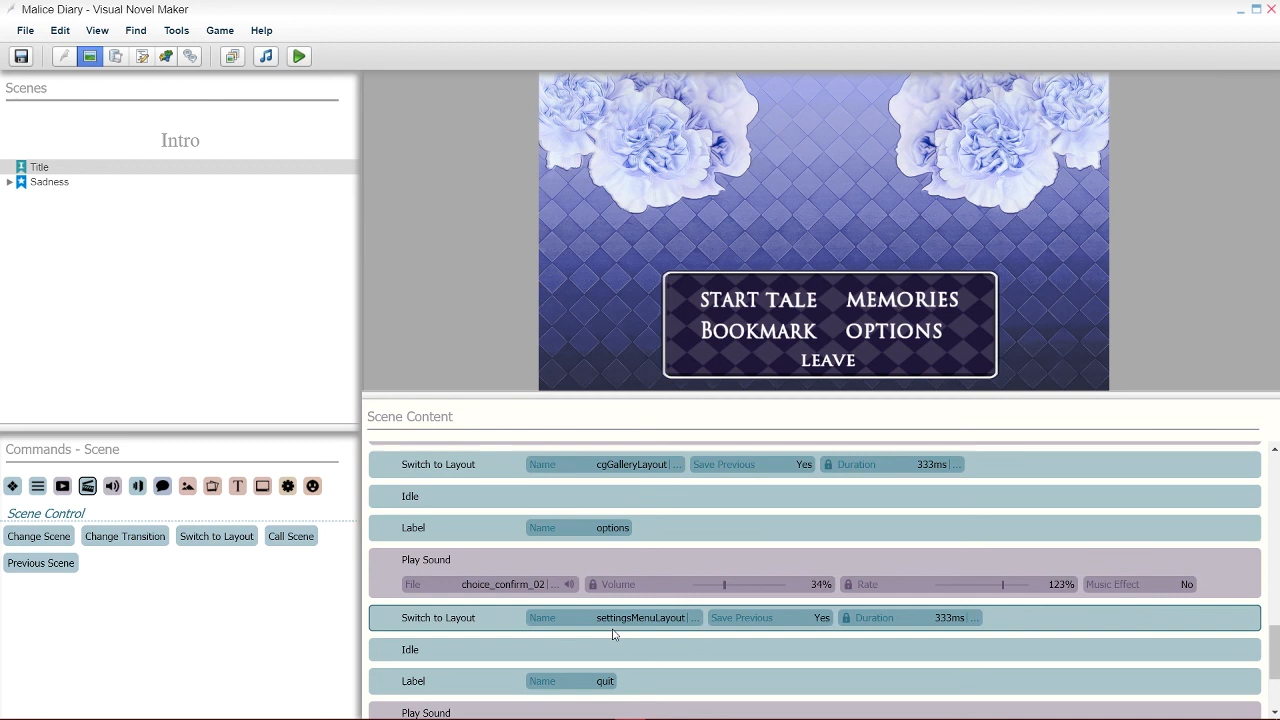 Malice Diary - Visual Novel Maker
File Edit View Find Tools Game Help
Scenes
Intro
Title
Sadness
START TALE MEMORIES
BOOKMARK OPTIONS
LEAVE
Scene Content
Switch to Layout Name cgGalleryLayout ... Save Previous Yes Duration 333ms ...
Idle
Label Name options
Play Sound
File choice_confirm_02 ... Volume 34% Rate 123% Music Effect No
Switch to Layout Name settingsMenuLayout ... Save Previous Yes Duration 333ms ...
Idle
Label Name quit
Play Sound
Commands - Scene
Scene Control
Change Scene Change Transition Switch to Layout Call Scene
Previous Scene